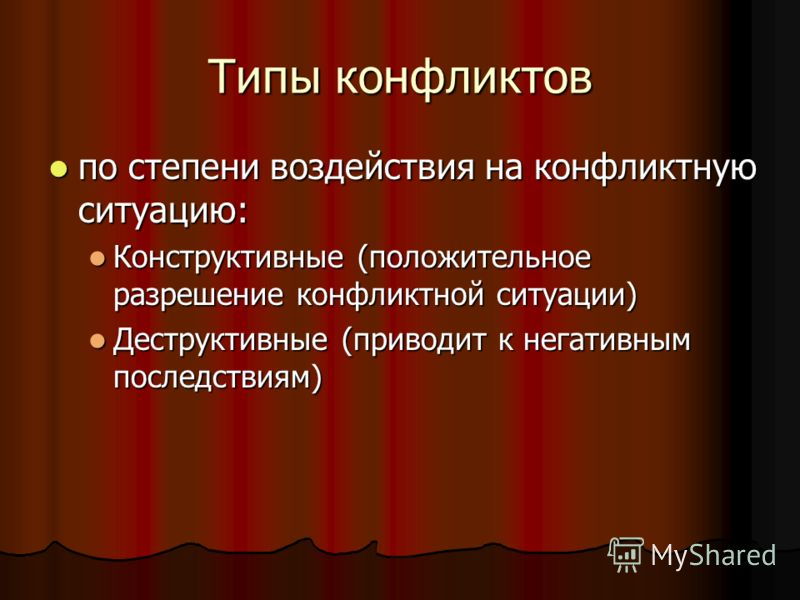 Типы конфликтов
по степени воздействия на конфликтную
ситуацию:
Конструктивные (положительное
разрешение конфликтной ситуации)
Деструктивные (приводит к негативным
последствиям)
MyShared